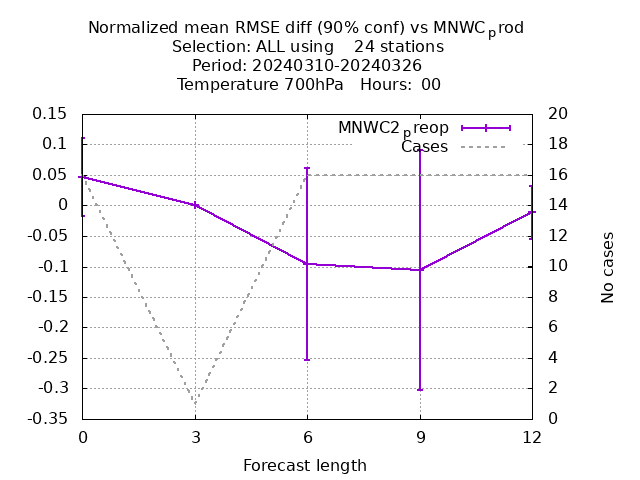 Normalized mean RMSE diff (90% conf) vs MNWCprod
Selection: ALL using    24 stations
Period: 20240310-20240326
Temperature 700hPa   Hours:  00
MNWC2preop
Cases
0.15
0.1
0.05
0
-0.05
-0.1
-0.15
-0.2
-0.25
-0.3
-0.35
20
18
16
14
12
10
8
6
4
2
0
No cases
0 3 6 9 12
Forecast length